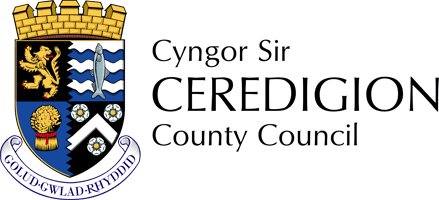 Cyngor Sir
CEREDIGION
County Council
GOLUD·GWLAD·RHYDDID